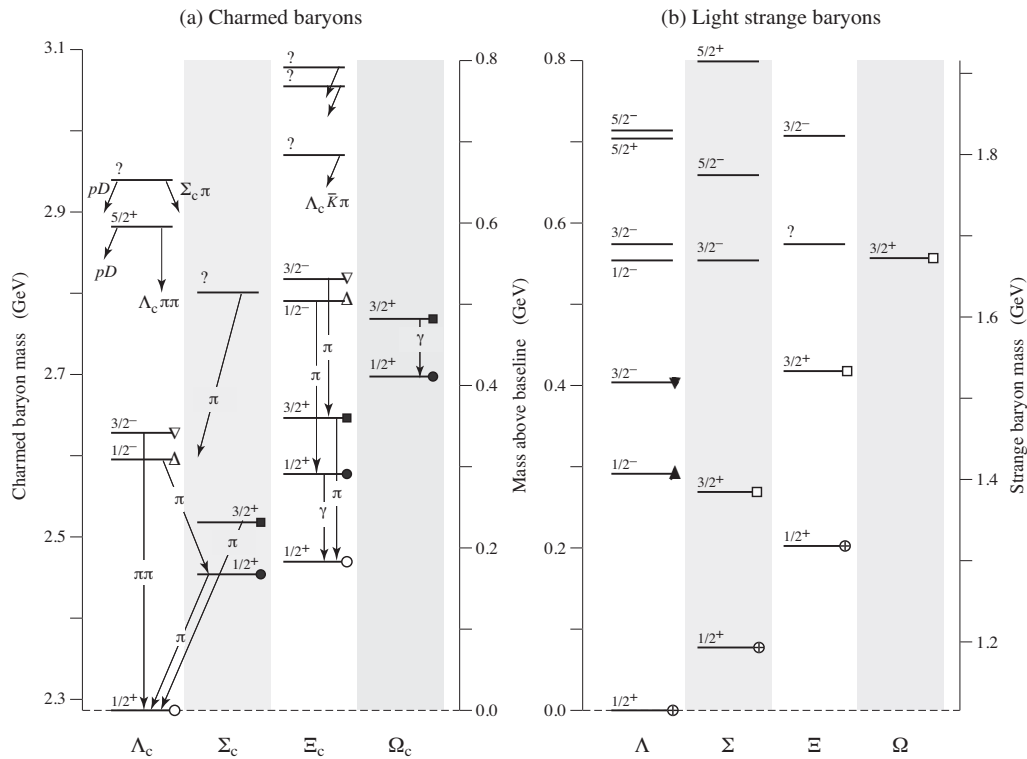 (a) Charmed baryons
(b) Light strange baryons
Charmed baryon mass (GeV)
3.1
2.9
2.7
2.5
2.3
?
pD
Σc π
5/2+
pD
Λc ππ
3/2−
1/2−
π
ππ
π
1/2+
?
π
3/2+
π
1/2+
?
?
?
Λc K̅π
3/2−
1/2−
π
π
3/2+
1/2+
π
γ
1/2+
3/2+
γ
1/2+
Λc
Σc
Ξc
Ωc
0.8
0.6
0.4
0.2
0.0
Mass above baseline (GeV)
0.8
0.6
0.4
0.2
0.0
5/2−
5/2+
3/2−
1/2−
3/2−
1/2−
1/2+
5/2+
5/2−
3/2−
3/2+
1/2+
3/2−
?
3/2+
1/2+
3/2+
Λ
Σ
Ξ
Ω
1.8
1.6
1.4
1.2
Strange baryon mass (GeV)